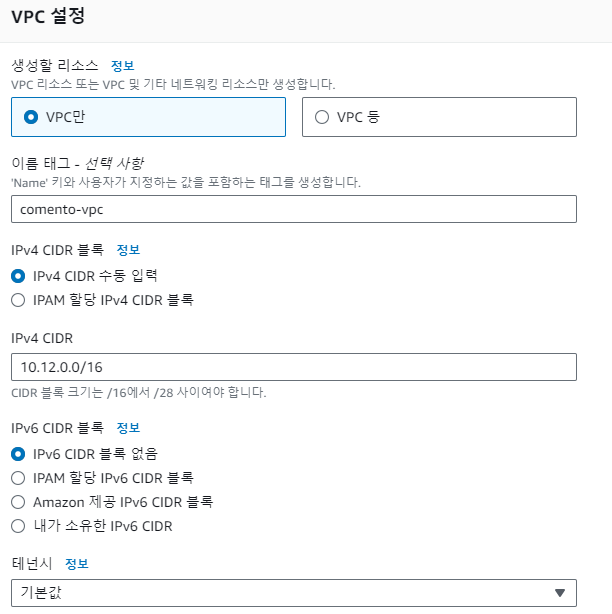 VPC 설정
생성할 리소스 정보
VPC 리소스 또는 VPC 및 기타 네트워킹 리소스만 생성합니다.
VPC만 VPC 등
이름 태그 - 선택 사항
'Name' 키와 사용자가 지정하는 값을 포함하는 태그를 생성합니다.
comento-vpc
IPv4 CIDR 블록 정보
IPv4 CIDR 수동 입력
IPAM 할당 IPv4 CIDR 블록
IPv4 CIDR
10.12.0.0/16
CIDR 블록 크기는 /16에서 /28 사이여야 합니다.
IPv6 CIDR 블록 정보
IPv6 CIDR 블록 없음
IPAM 할당 IPv6 CIDR 블록
Amazon 제공 IPv6 CIDR 블록
내가 소유한 IPv6 CIDR
테넌시 정보
기본값